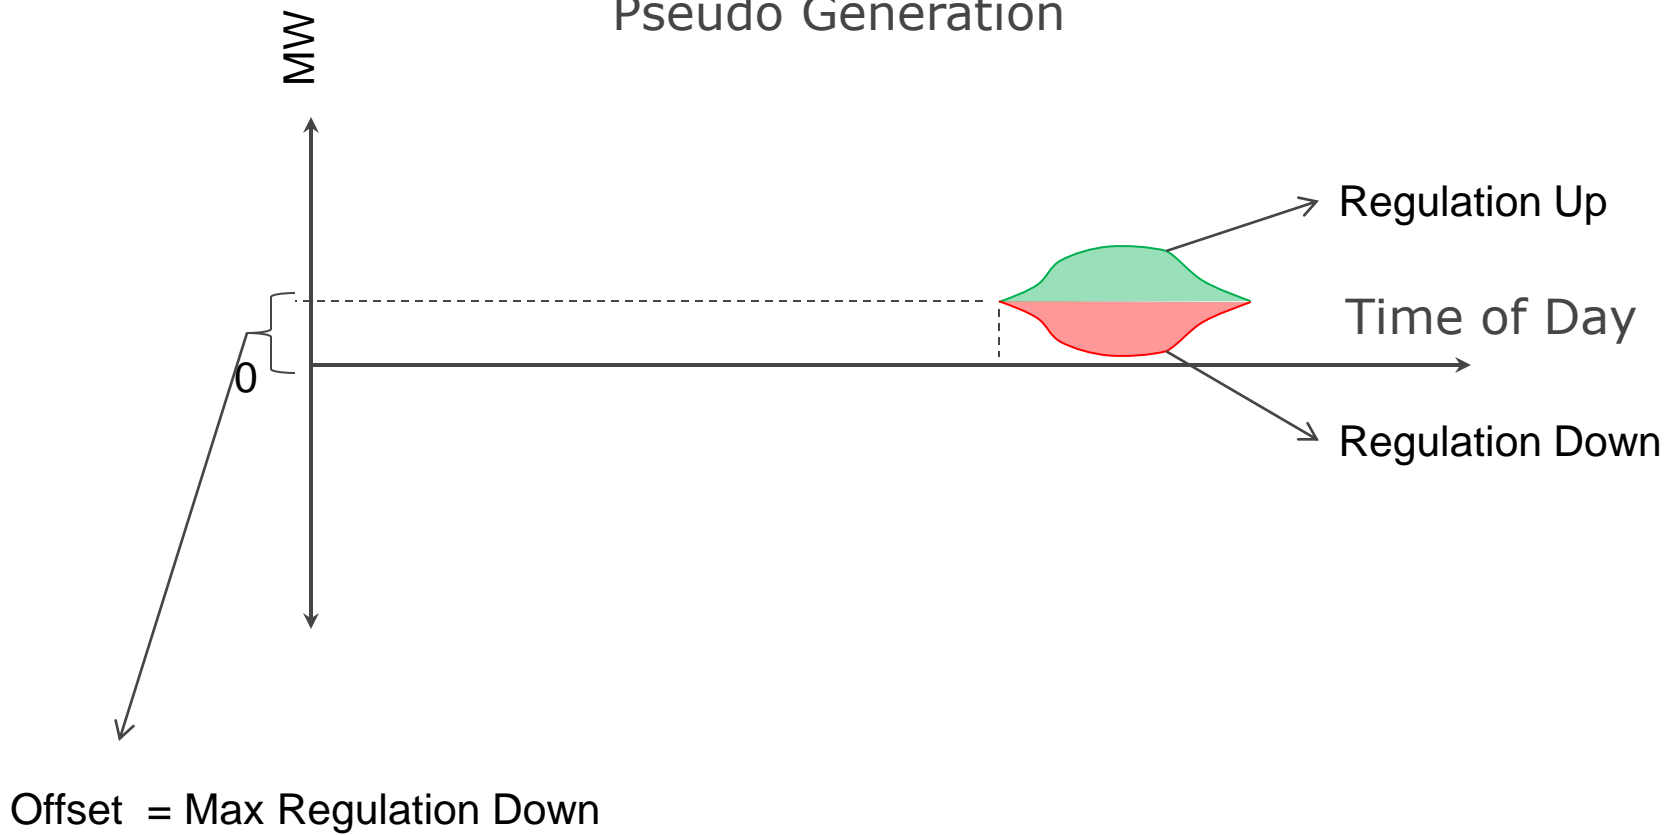 Pseudo Generation
MW
Regulation Up
Time of Day
0
Regulation Down
Offset = Max Regulation Down